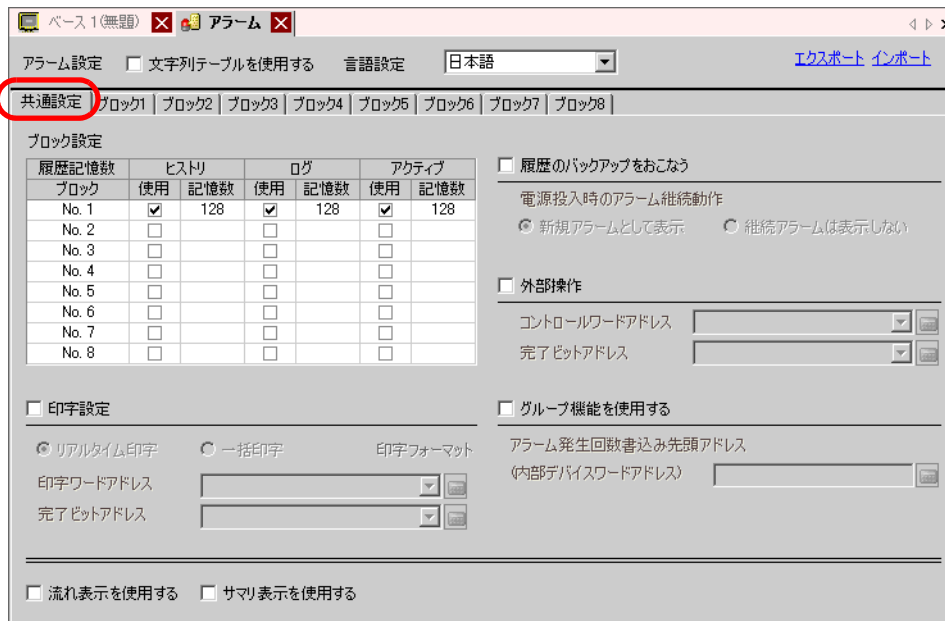 ベース 1(無題) アラーム
アラーム設定 文字列テーブルを使用する 言語設定 日本語 エクスポート インポート
共通設定 ブロック1 ブロック2 ブロック3 ブロック4 ブロック5 ブロック6 ブロック7 ブロック8
ブロック設定
履歴記憶数 ヒストリ ログ アクティブ
ブロック 使用 記憶数 使用 記憶数 使用 記憶数
No. 1 128 128 128
No. 2
No. 3
No. 4
No. 5
No. 6
No. 7
No. 8
履歴のバックアップをおこなう
電源投入時のアラーム継続動作
新規アラームとして表示 継続アラームは表示しない
外部操作
コントロールワードアドレス
完了ビットアドレス
印字設定
リアルタイム印字 一括印字 印字フォーマット
印字ワードアドレス
完了ビットアドレス
グループ機能を使用する
アラーム発生回数書込み先頭アドレス
(内部デバイスワードアドレス)
流れ表示を使用する サマリ表示を使用する